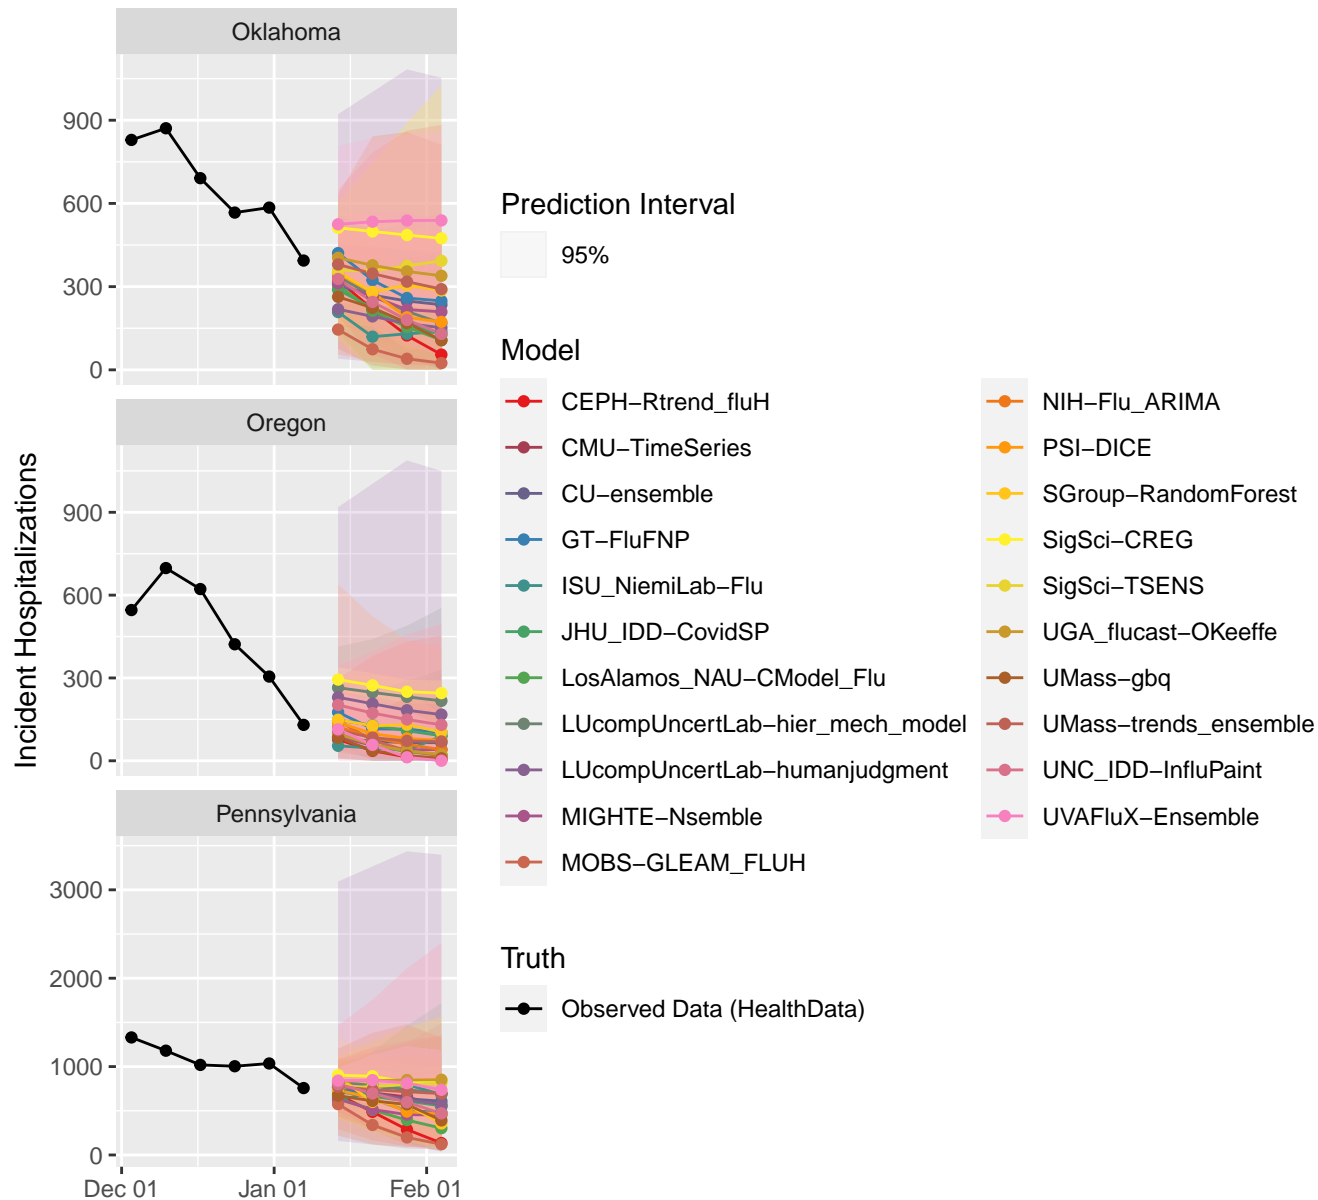 Oklahoma
900
600
300
0
Oregon
900
600
300
0
Pennsylvania
3000
2000
1000
0
Dec 01
Jan 01
Feb 01
Incident Hospitalizations
Prediction Interval
95%
Model
CEPH−Rtrend_fluH
CMU−TimeSeries
CU−ensemble
GT−FluFNP
ISU_NiemiLab−Flu
JHU_IDD−CovidSP
LosAlamos_NAU−CModel_Flu
LUcompUncertLab−hier_mech_model
LUcompUncertLab−humanjudgment
MIGHTE−Nsemble
MOBS−GLEAM_FLUH
NIH−Flu_ARIMA
PSI−DICE
SGroup−RandomForest
SigSci−CREG
SigSci−TSENS
UGA_flucast−OKeeffe
UMass−gbq
UMass−trends_ensemble
UNC_IDD−InfluPaint
UVAFluX−Ensemble
Truth
Observed Data (HealthData)